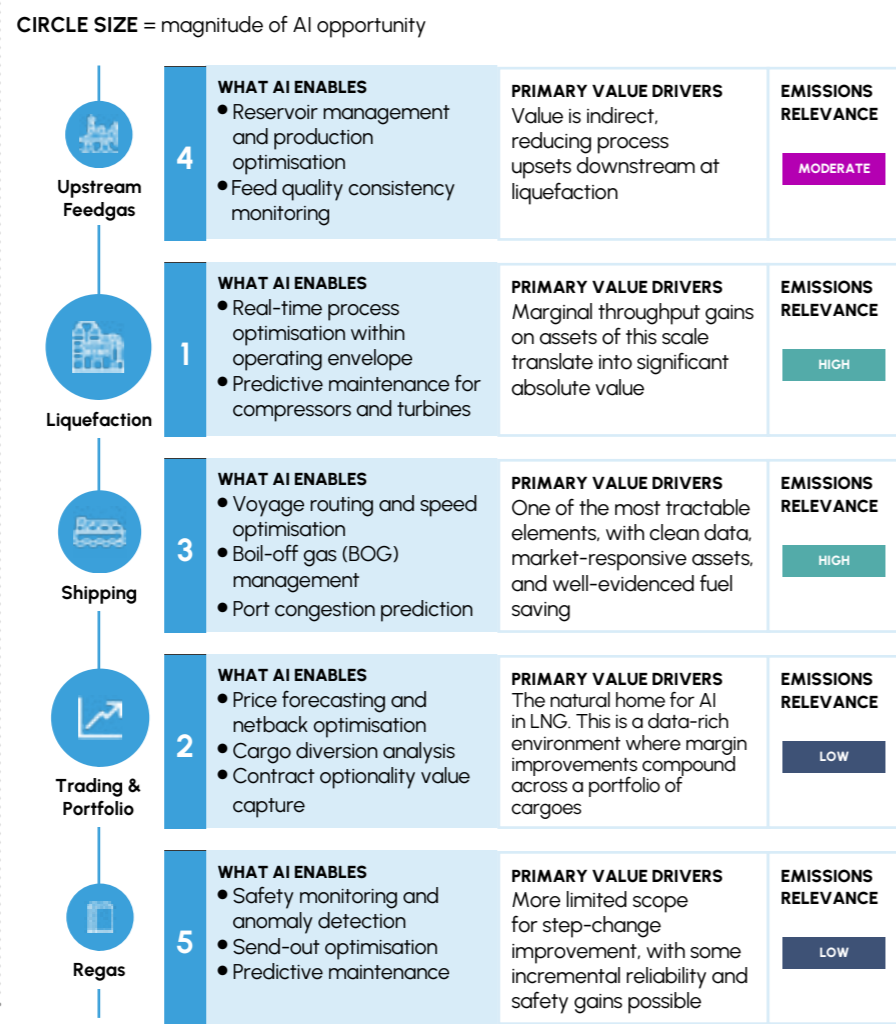 CIRCLE SIZE = magnitude of AI opportunity
Upstream
Feedgas
4
WHAT AI ENABLES
• Reservoir management
and production
optimisation
• Feed quality consistency
monitoring
PRIMARY VALUE DRIVERS
Value is indirect,
reducing process
upsets downstream at
liquefaction
EMISSIONS
RELEVANCE
MODERATE
Liquefaction
1
WHAT AI ENABLES
• Real-time process
optimisation within
operating envelope
• Predictive maintenance for
compressors and turbines
PRIMARY VALUE DRIVERS
Marginal throughput gains
on assets of this scale
translate into significant
absolute value
EMISSIONS
RELEVANCE
HIGH
Shipping
3
WHAT AI ENABLES
• Voyage routing and speed
optimisation
• Boil-off gas (BOG)
management
• Port congestion prediction
PRIMARY VALUE DRIVERS
One of the most tractable
elements, with clean data,
market-responsive assets,
and well-evidenced fuel
saving
EMISSIONS
RELEVANCE
HIGH
Trading &
Portfolio
2
WHAT AI ENABLES
• Price forecasting and
netback optimisation
• Cargo diversion analysis
• Contract optionality value
capture
PRIMARY VALUE DRIVERS
The natural home for AI
in LNG. This is a data-rich
environment where margin
improvements compound
across a portfolio of
cargoes
EMISSIONS
RELEVANCE
LOW
Regas
5
WHAT AI ENABLES
• Safety monitoring and
anomaly detection
• Send-out optimisation
• Predictive maintenance
PRIMARY VALUE DRIVERS
More limited scope
for step-change
improvement, with some
incremental reliability and
safety gains possible
EMISSIONS
RELEVANCE
LOW